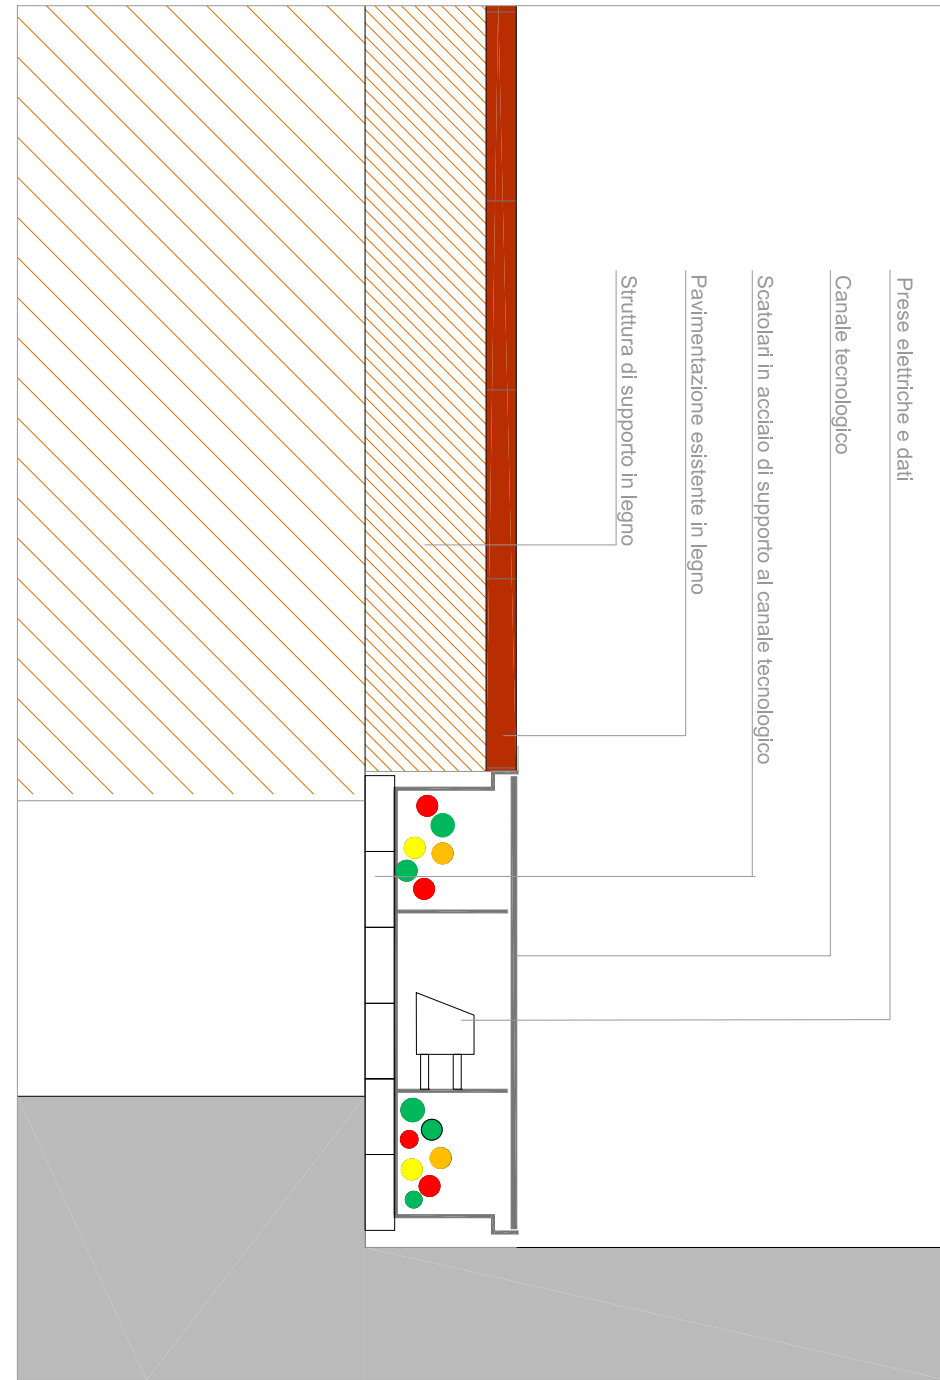 Prese elettriche e dati
Canale tecnologico
Scatolari in acciaio di supporto al canale tecnologico
Pavimentazione esistente in legno
Struttura di supporto in legno